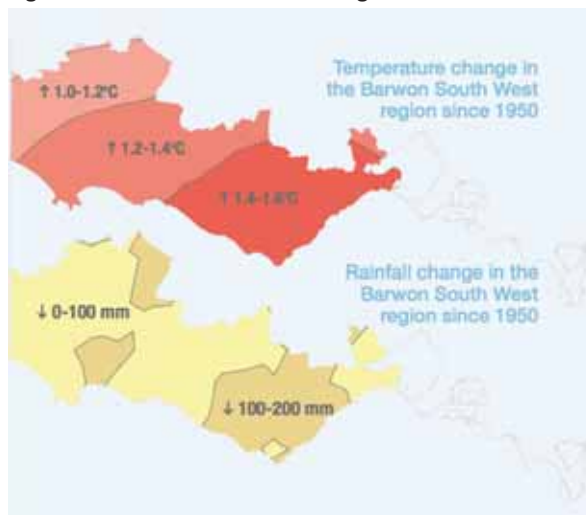 ↑ 1.0-1.2°C
Temperature change in
the Barwon South West
region since 1950
↑ 1.2-1.4°C
↑ 1.4-1.6°C
Rainfall change in the
Barwon South West
region since 1950
↓ 0-100 mm
↓ 100-200 mm